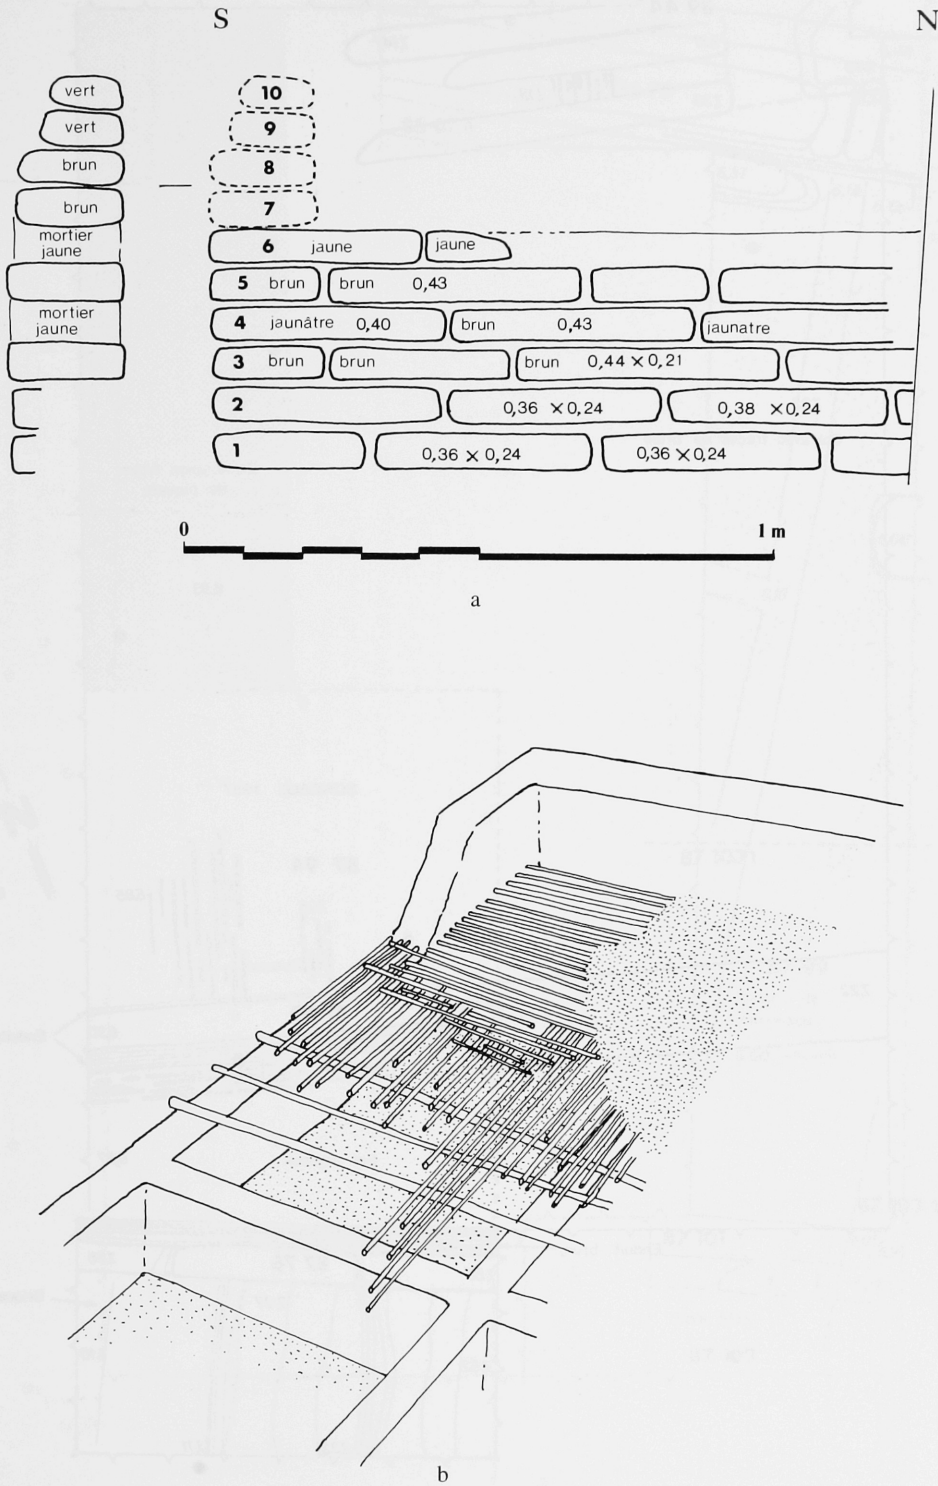 S N
vert 10
vert 9
brun 8
brun 7
mortier
jaune 6 jaune jaune
5 brun brun 0,43
mortier
jaune 4 jaunâtre 0,40 brun 0,43 jaunatre
3 brun brun brun 0,44 × 0,21
2 0,36 × 0,24 0,38 × 0,24
1 0,36 × 0,24 0,36 × 0,24
0 1 m
a
b